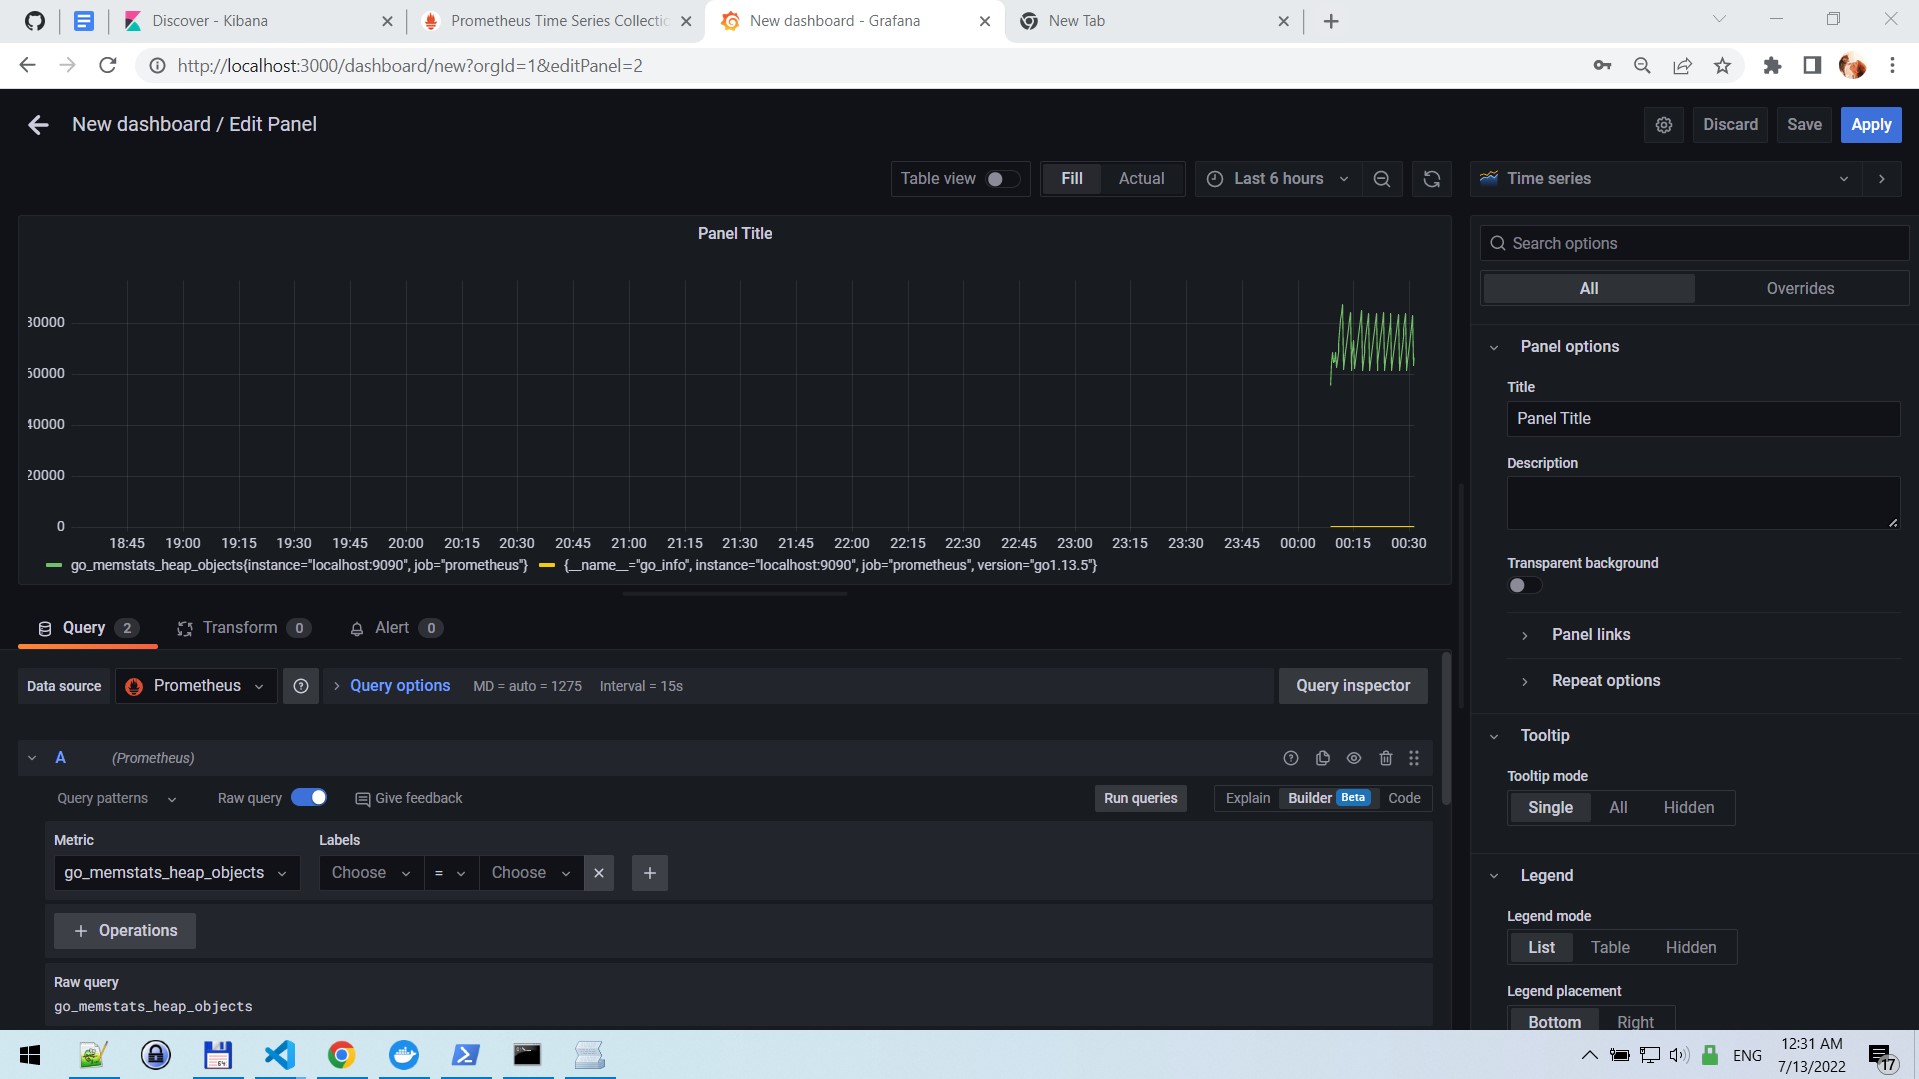 Discover - Kibana
Prometheus Time Series Collectio
New dashboard - Grafana
New Tab
http://localhost:3000/dashboard/new?orgId=1&editPanel=2
New dashboard / Edit Panel
Discard
Save
Apply
Table view
Fill
Actual
Last 6 hours
Time series
Panel Title
Search options
All
Overrides
80000
60000
40000
20000
0
18:45 19:00 19:15 19:30 19:45 20:00 20:15 20:30 20:45 21:00 21:15 21:30 21:45 22:00 22:15 22:30 22:45 23:00 23:15 23:30 23:45 00:00 00:15 00:30
go_memstats_heap_objects{instance="localhost:9090", job="prometheus"} {__name__="go_info", instance="localhost:9090", job="prometheus", version="go1.13.5"}
Panel options
Title
Panel Title
Description
Transparent background
Panel links
Repeat options
Tooltip
Tooltip mode
Single All Hidden
Legend
Legend mode
List Table Hidden
Legend placement
Bottom Right
Query 2
Transform 0
Alert 0
Data source
Prometheus
Query options
MD = auto = 1275
Interval = 15s
Query inspector
A
(Prometheus)
Query patterns
Raw query
Give feedback
Run queries
Explain
Builder Beta
Code
Metric
Labels
go_memstats_heap_objects
Choose
=
Choose
+ Operations
Raw query
go_memstats_heap_objects
64
ENG
12:31 AM
7/13/2022
17